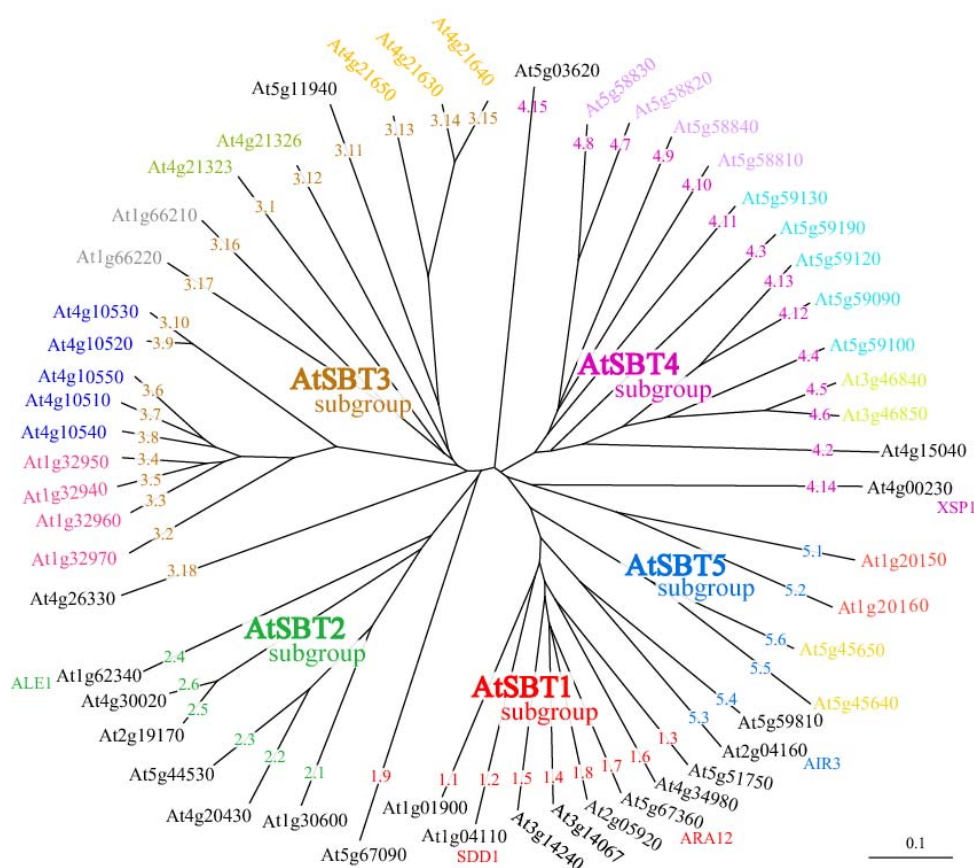 At4g21640
At4g21630
At4g21650
At5g11940
At4g21326
At4g21323
At1g66210
At1g66220
At4g10530
At4g10520
At4g10550
At4g10510
At4g10540
At1g32950
At1g32940
At1g32960
At1g32970
At4g26330
3.15
3.14
3.13
3.11
3.12
3.1
3.16
3.17
3.10
3.9
3.6
3.7
3.8
3.4
3.5
3.3
3.2
3.18
AtSBT3
subgroup
At5g03620
At5g58830
At5g58820
At5g58840
At5g58810
At5g59130
At5g59190
At5g59120
At5g59090
At5g59100
At3g46840
At3g46850
At4g15040
At4g00230
XSP1
4.15
4.8
4.7
4.9
4.10
4.11
4.3
4.13
4.12
4.4
4.5
4.6
4.2
4.14
AtSBT4
subgroup
At1g20150
At1g20160
At5g45650
At5g45640
At5g59810
At2g04160
AIR3
5.1
5.2
5.6
5.5
5.4
5.3
AtSBT5
subgroup
AtSBT2
subgroup
2.4
2.6
2.5
2.3
2.2
2.1
At1g62340
ALE1
At4g30020
At2g19170
At5g44530
At4g20430
At1g30600
AtSBT1
subgroup
1.9
1.1
1.2
1.5
1.4
1.8
1.7
1.6
1.3
At5g67090
At1g01900
At1g04110
SDD1
At3g14240
At3g14067
At2g05920
At5g67360
ARA12
At4g34980
At5g51750
0.1